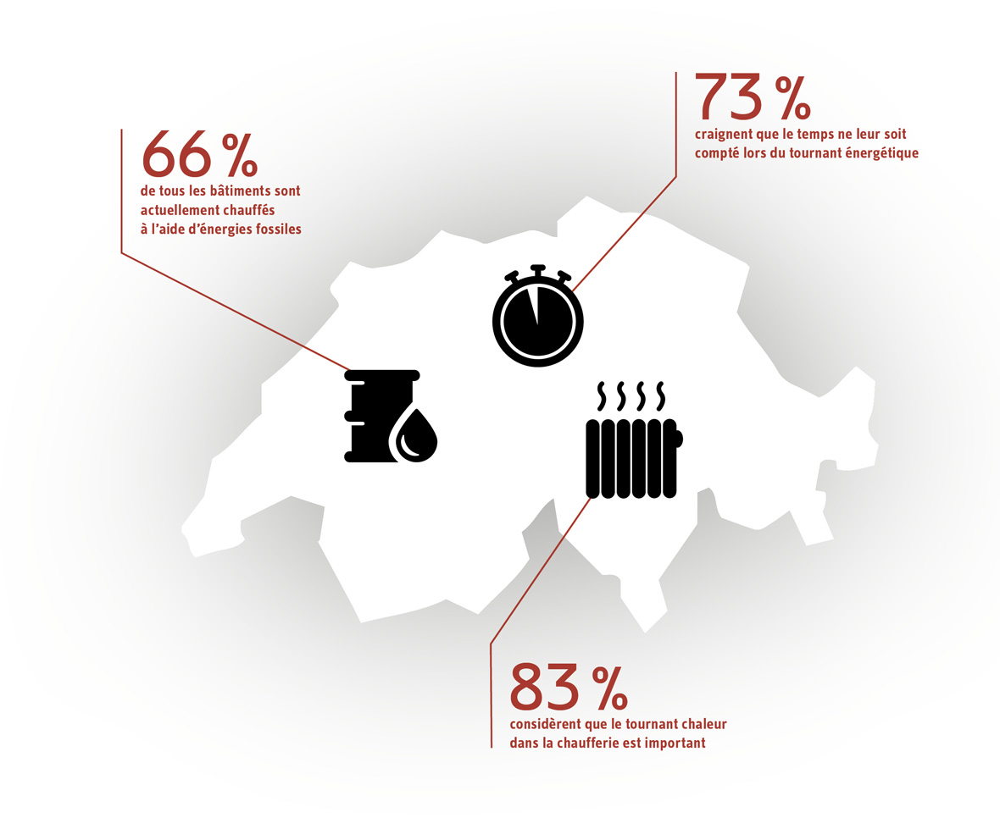 66 %
de tous les bâtiments sont
actuellement chauffés
à l’aide d’énergies fossiles
73 %
craignent que le temps ne leur soit
compté lors du tournant énergétique
83 %
considèrent que le tournant chaleur
dans la chaufferie est important